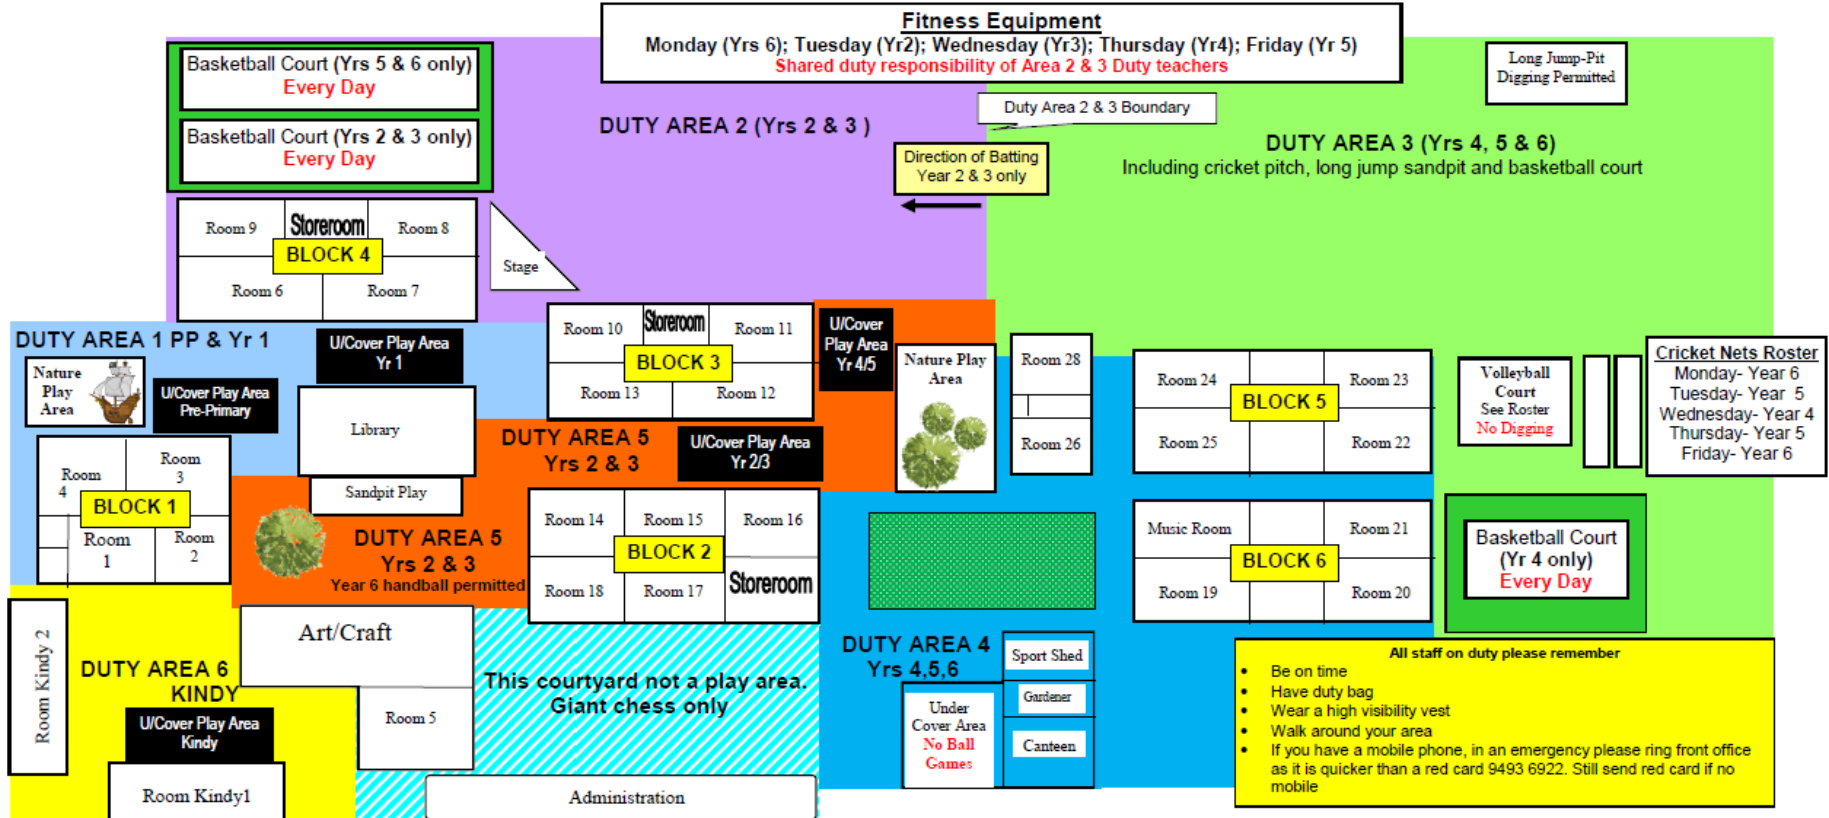 Fitness Equipment
Monday (Yrs 6); Tuesday (Yr2); Wednesday (Yr3); Thursday (Yr4); Friday (Yr 5)
Shared duty responsibility of Area 2 & 3 Duty teachers
Basketball Court (Yrs 5 & 6 only)
Every Day
Basketball Court (Yrs 2 & 3 only)
Every Day
DUTY AREA 2 (Yrs 2 & 3 )
Duty Area 2 & 3 Boundary
Direction of Batting
Year 2 & 3 only
Long Jump-Pit
Digging Permitted
DUTY AREA 3 (Yrs 4, 5 & 6)
Including cricket pitch, long jump sandpit and basketball court
Room 9
Storeroom
Room 8
BLOCK 4
Room 6
Room 7
Stage
DUTY AREA 1 PP & Yr 1
Nature
Play
Area
U/Cover Play Area
Pre-Primary
U/Cover Play Area
Yr 1
Library
Sandpit Play
Room
4
Room
3
BLOCK 1
Room
1
Room
2
Room 10
Storeroom
Room 11
BLOCK 3
Room 13
Room 12
U/Cover
Play Area
Yr 4/5
Nature Play
Area
DUTY AREA 5
Yrs 2 & 3
U/Cover Play Area
Yr 2/3
DUTY AREA 5
Yrs 2 & 3
Year 6 handball permitted
Room 14
Room 15
Room 16
BLOCK 2
Room 18
Room 17
Storeroom
Room 28
Room 26
Room 24
Room 23
BLOCK 5
Room 25
Room 22
Music Room
Room 21
BLOCK 6
Room 19
Room 20
Volleyball
Court
See Roster
No Digging
Cricket Nets Roster
Monday- Year 6
Tuesday- Year 5
Wednesday- Year 4
Thursday- Year 5
Friday- Year 6
Basketball Court
(Yr 4 only)
Every Day
Room Kindy 2
DUTY AREA 6
KINDY
U/Cover Play Area
Kindy
Room Kindy1
Art/Craft
Room 5
This courtyard not a play area.
Giant chess only
Administration
DUTY AREA 4
Yrs 4,5,6
Sport Shed
Gardener
Canteen
Under
Cover Area
No Ball
Games
All staff on duty please remember
• Be on time
• Have duty bag
• Wear a high visibility vest
• Walk around your area
• If you have a mobile phone, in an emergency please ring front office
as it is quicker than a red card 9493 6922. Still send red card if no
mobile